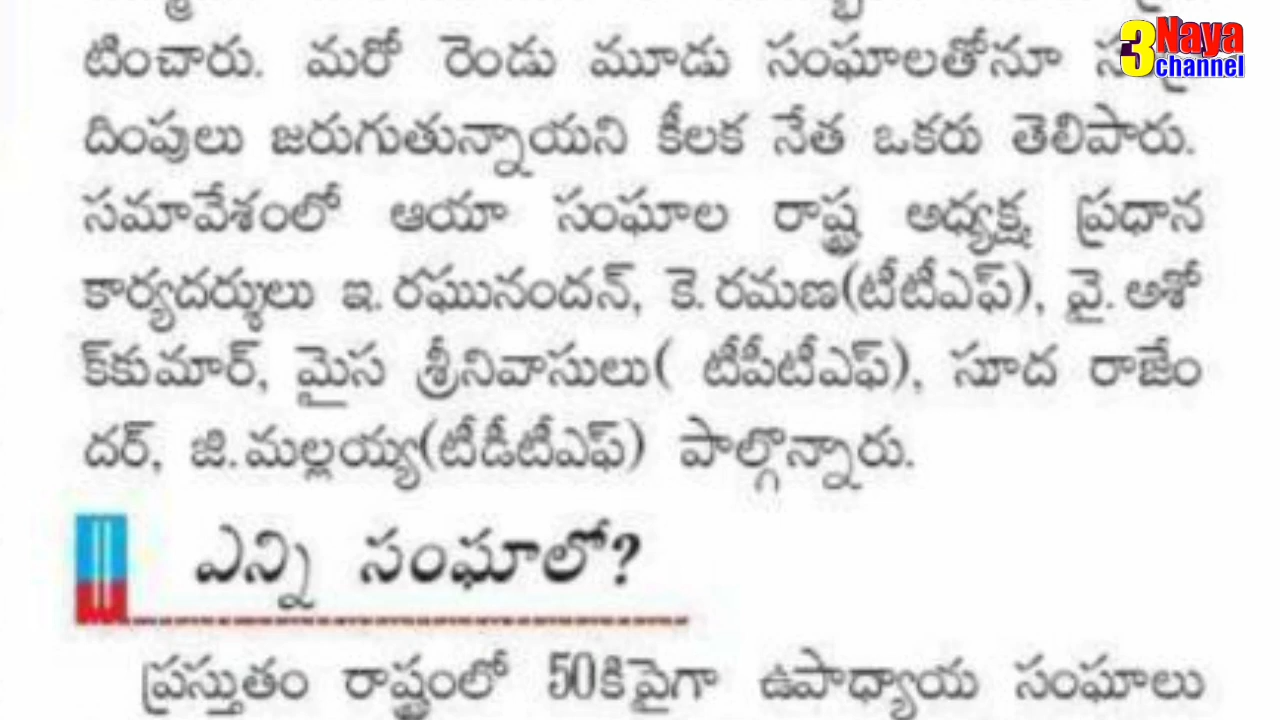 టించారు. మరో రెండు మూడు సంఘాలతోనూ
దింపులు జరుగుతున్నాయని కీలక నేత ఒకరు తెలిపారు.
సమావేశంలో ఆయా సంఘాల రాష్ట్ర అధ్యక్ష ప్రధాన
కార్యదర్శులు ఇ. రఘునందన్, కె. రమణ(టీటీఎఫ్), వై. అశో
క్‌కుమార్, మైస శ్రీనివాసులు( టీపీటీఎఫ్), సూద రాజేం
దర్, జి.మల్లయ్య(టీడీటీఎఫ్) పాల్గొన్నారు.
ఎన్ని సంఘాలో?
ప్రస్తుతం రాష్ట్రంలో 50కిపైగా ఉపాధ్యాయ సంఘాలు
3 Naya
channel